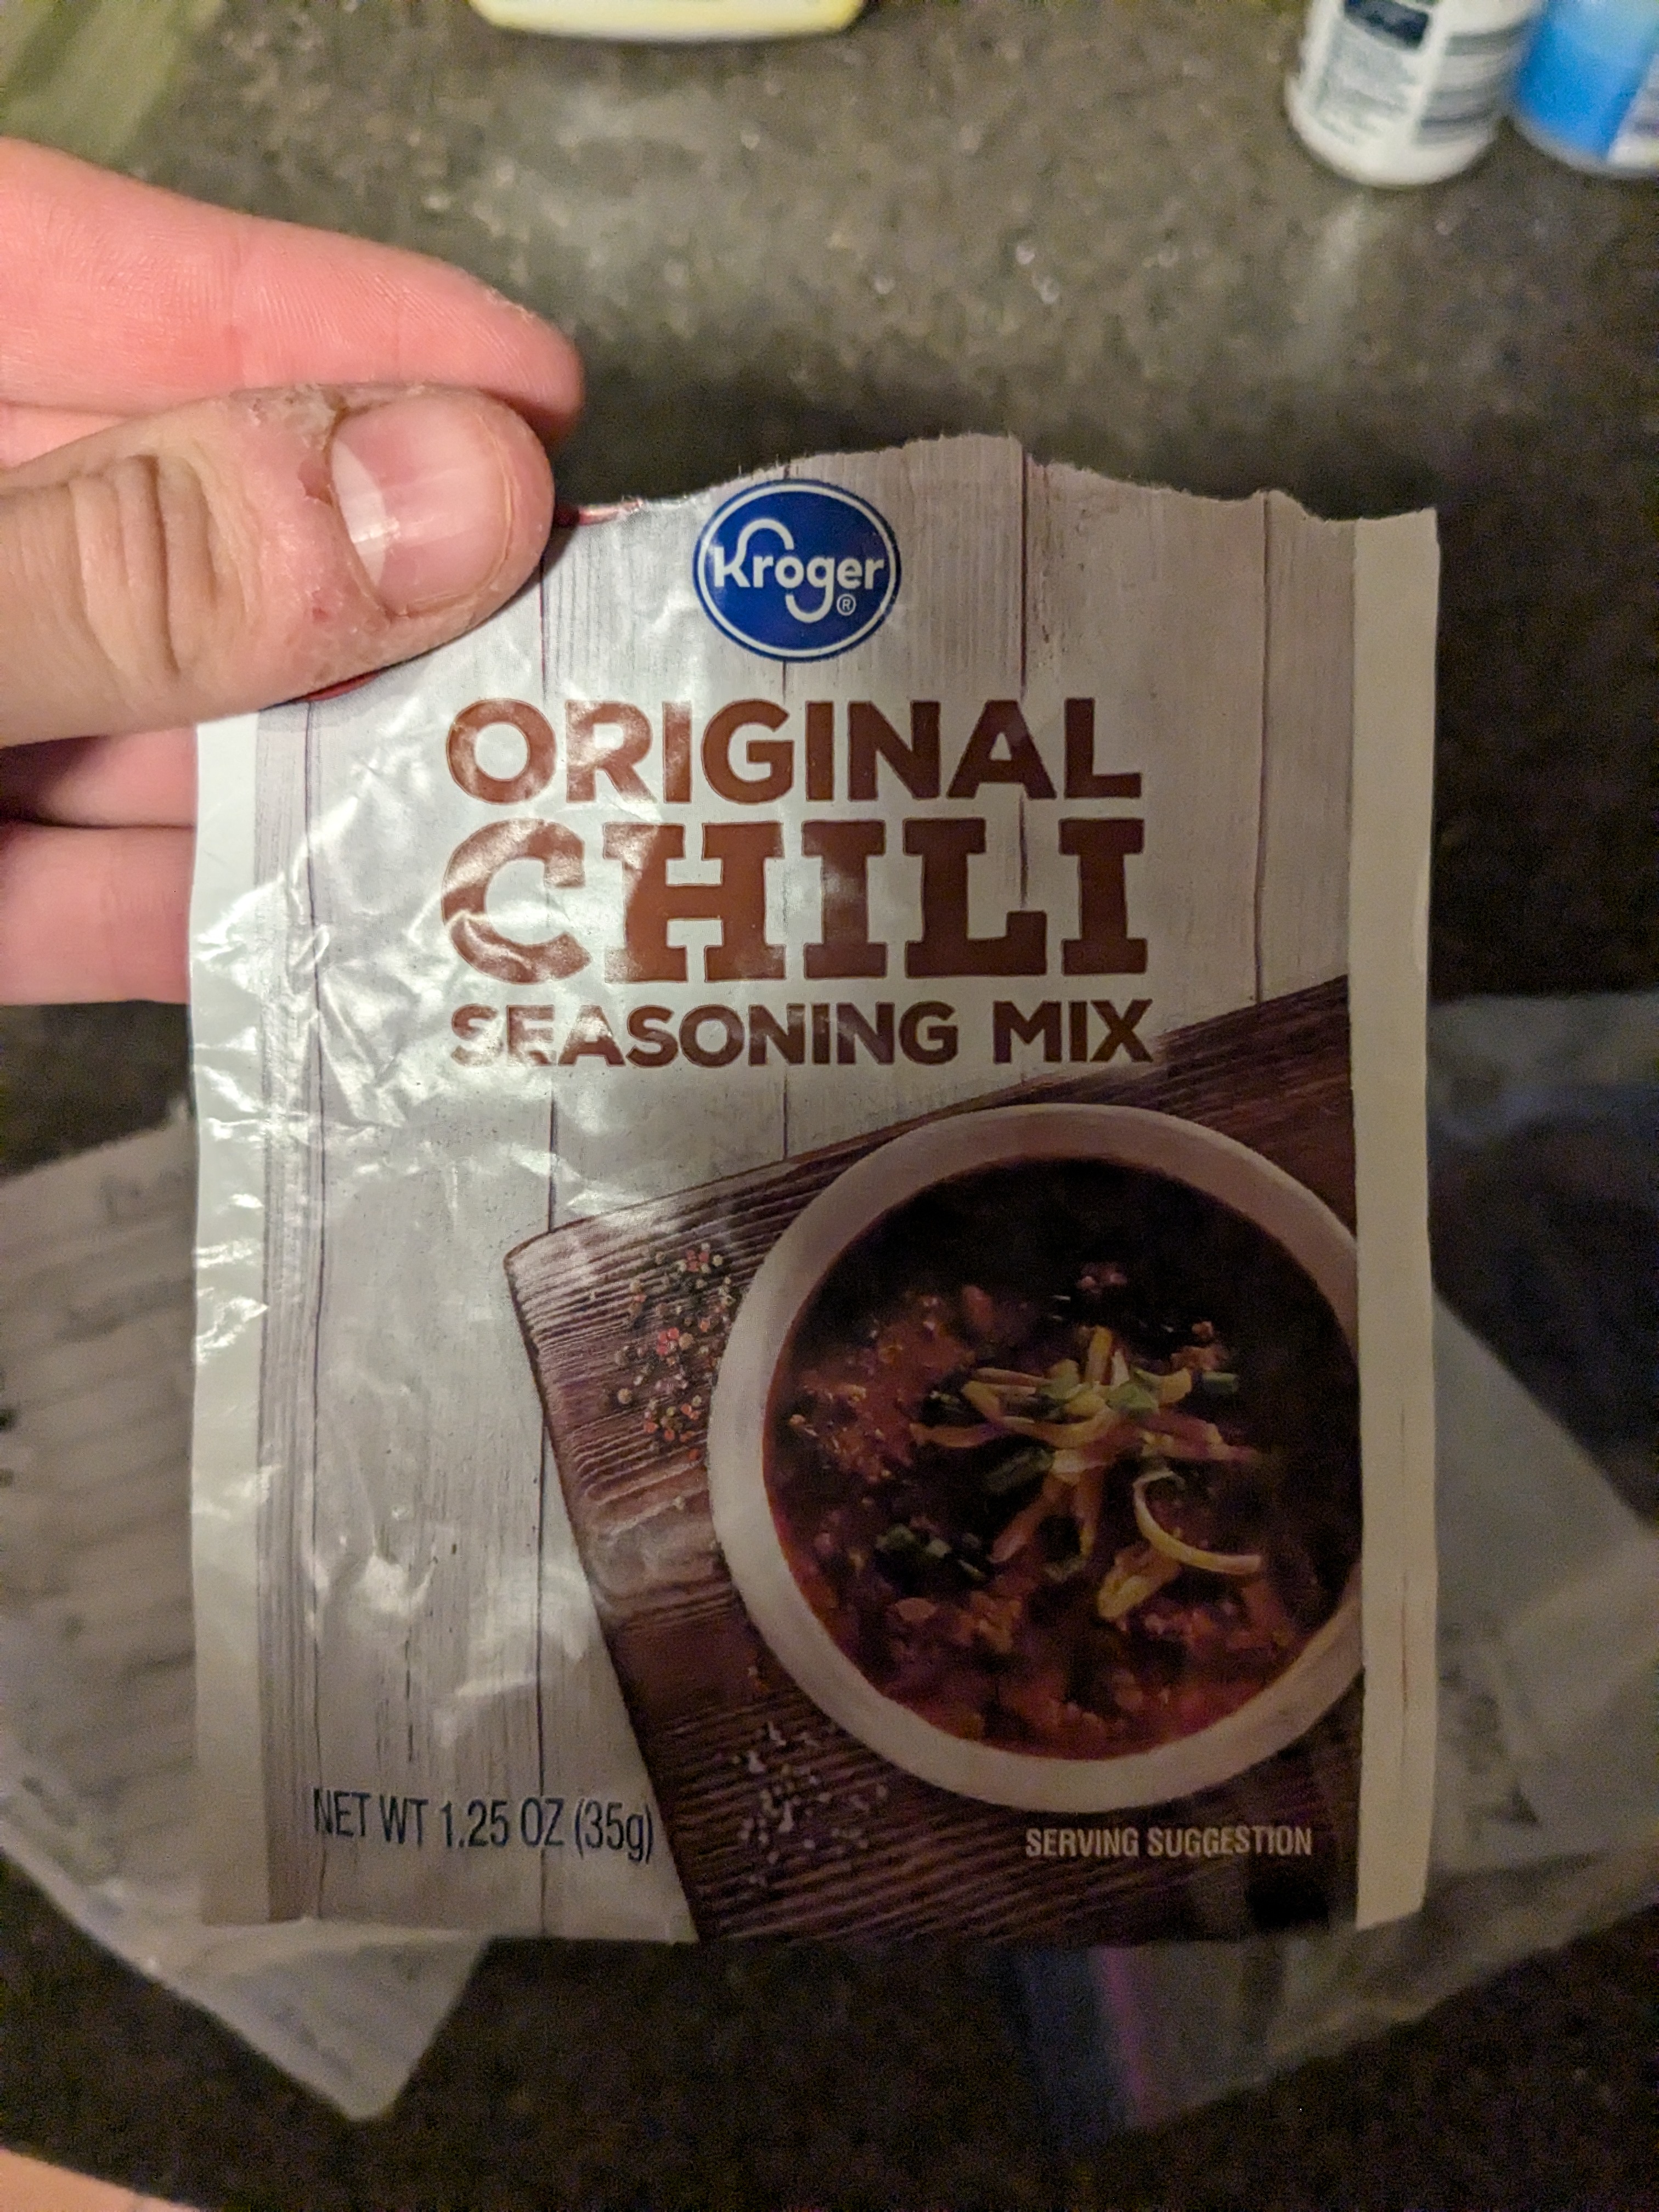 Kroger®
ORIGINAL
CHILI
SEASONING MIX
NET WT 1.25 OZ (35g)
SERVING SUGGESTION